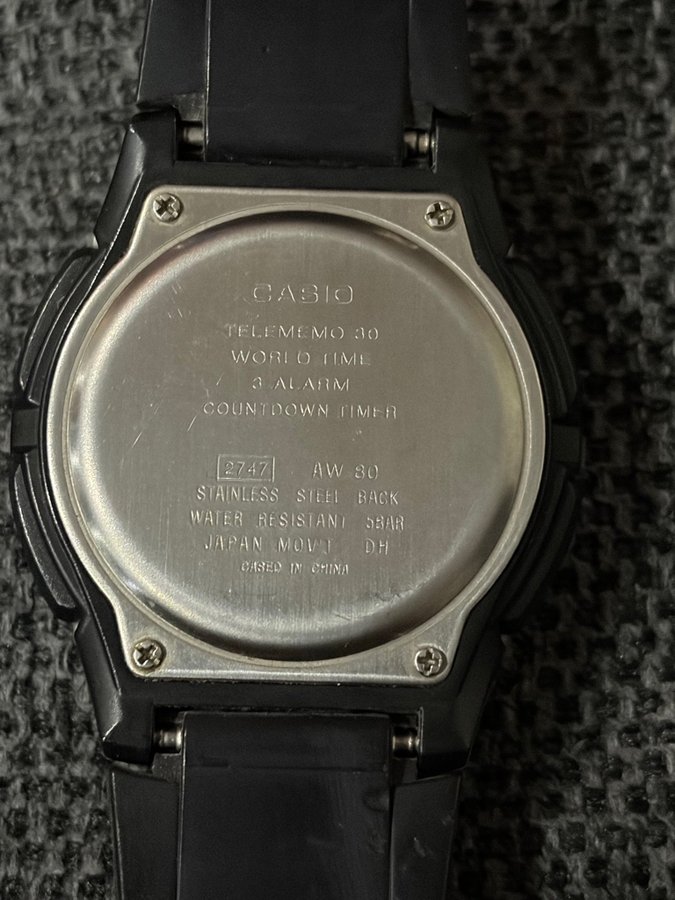 CASIO
TELEMEMO 30
WORLD TIME
3 ALARM
COUNTDOWN TIMER
2747 AW-80
STAINLESS STEEL BACK
WATER RESISTANT 5BAR
JAPAN MOV'T DH
CASED IN CHINA